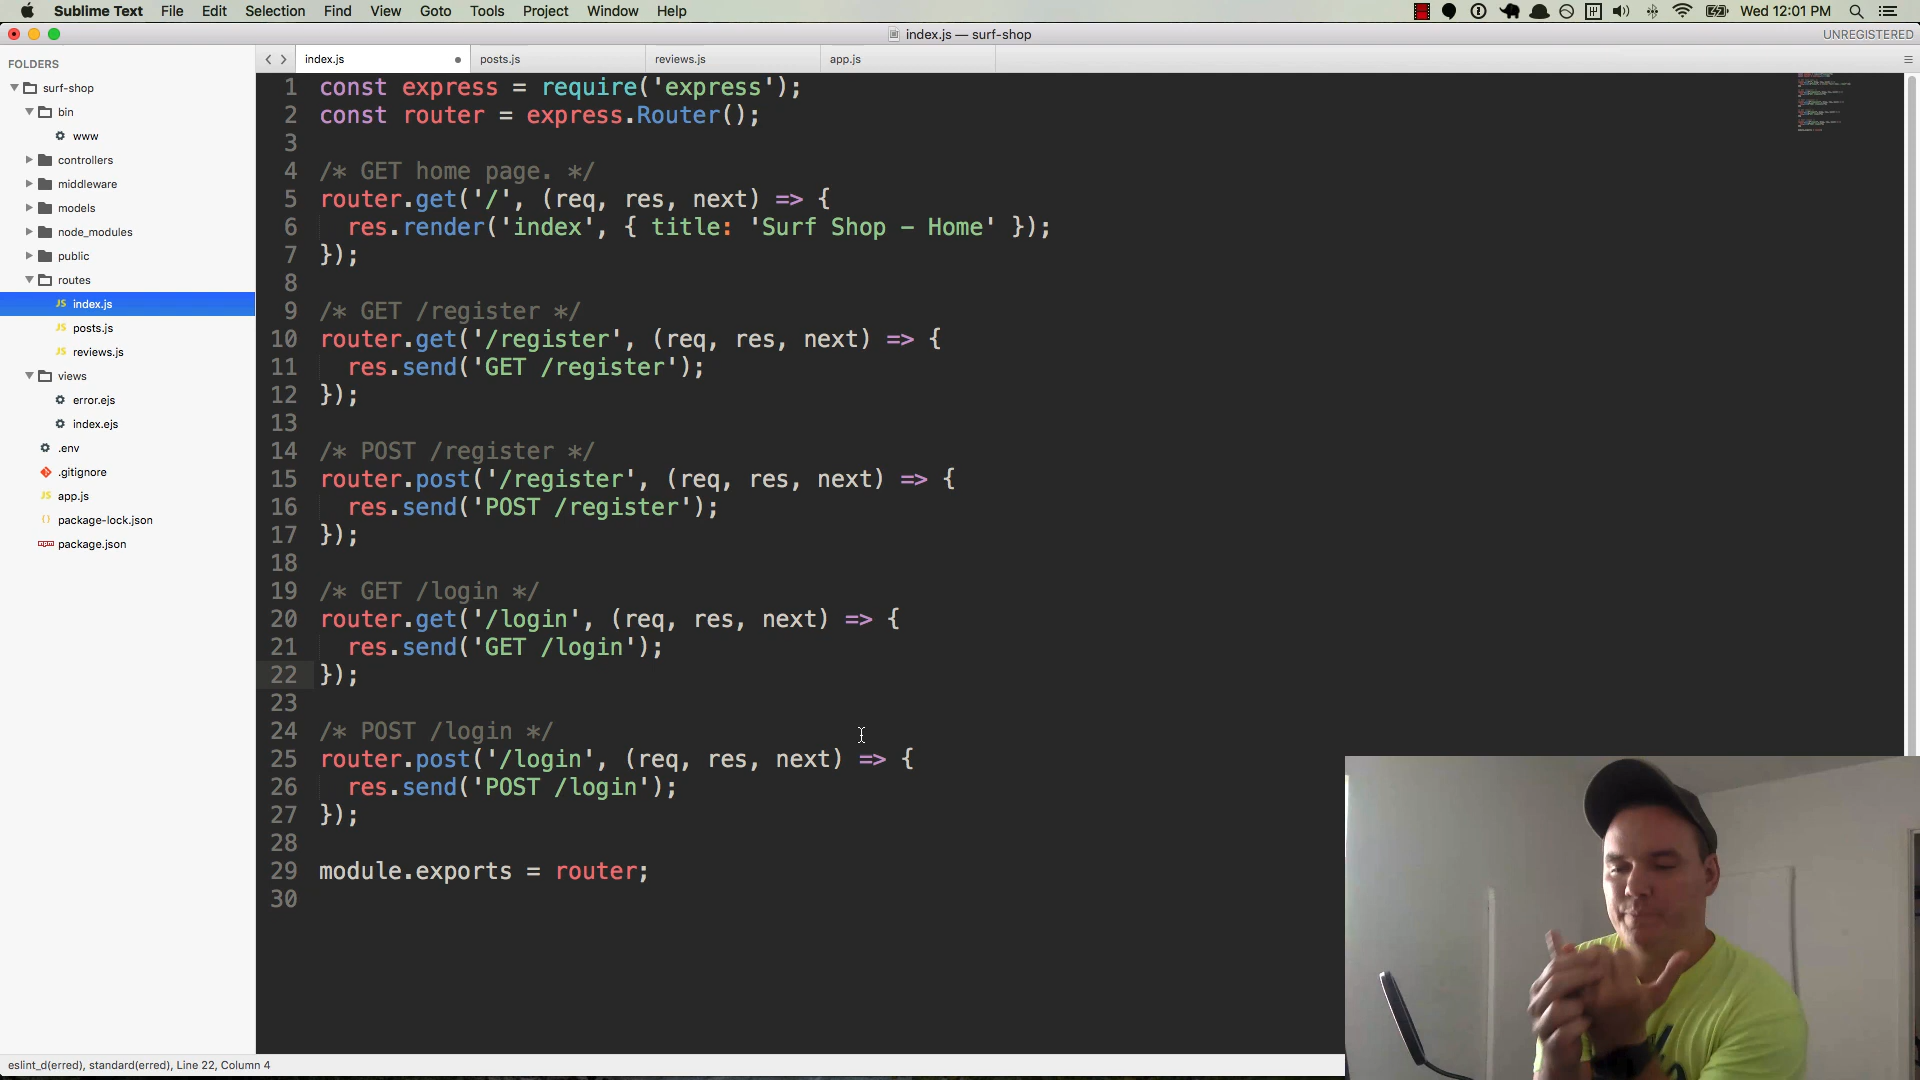 Sublime Text File Edit Selection Find View Goto Tools Project Window Help Wed 12:01 PM
index.js — surf-shop UNREGISTERED
FOLDERS
surf-shop
bin
www
controllers
middleware
models
node_modules
public
routes
JS index.js
JS posts.js
JS reviews.js
views
error.ejs
index.ejs
.env
.gitignore
JS app.js
package-lock.json
package.json
index.js posts.js reviews.js app.js
1 const express = require('express');
2 const router = express.Router();
3
4 /* GET home page. */
5 router.get('/', (req, res, next) => {
6 res.render('index', { title: 'Surf Shop - Home' });
7 });
8
9 /* GET /register */
10 router.get('/register', (req, res, next) => {
11 res.send('GET /register');
12 });
13
14 /* POST /register */
15 router.post('/register', (req, res, next) => {
16 res.send('POST /register');
17 });
18
19 /* GET /login */
20 router.get('/login', (req, res, next) => {
21 res.send('GET /login');
22 });
23
24 /* POST /login */
25 router.post('/login', (req, res, next) => {
26 res.send('POST /login');
27 });
28
29 module.exports = router;
30
eslint_d(erred), standard(erred), Line 22, Column 4